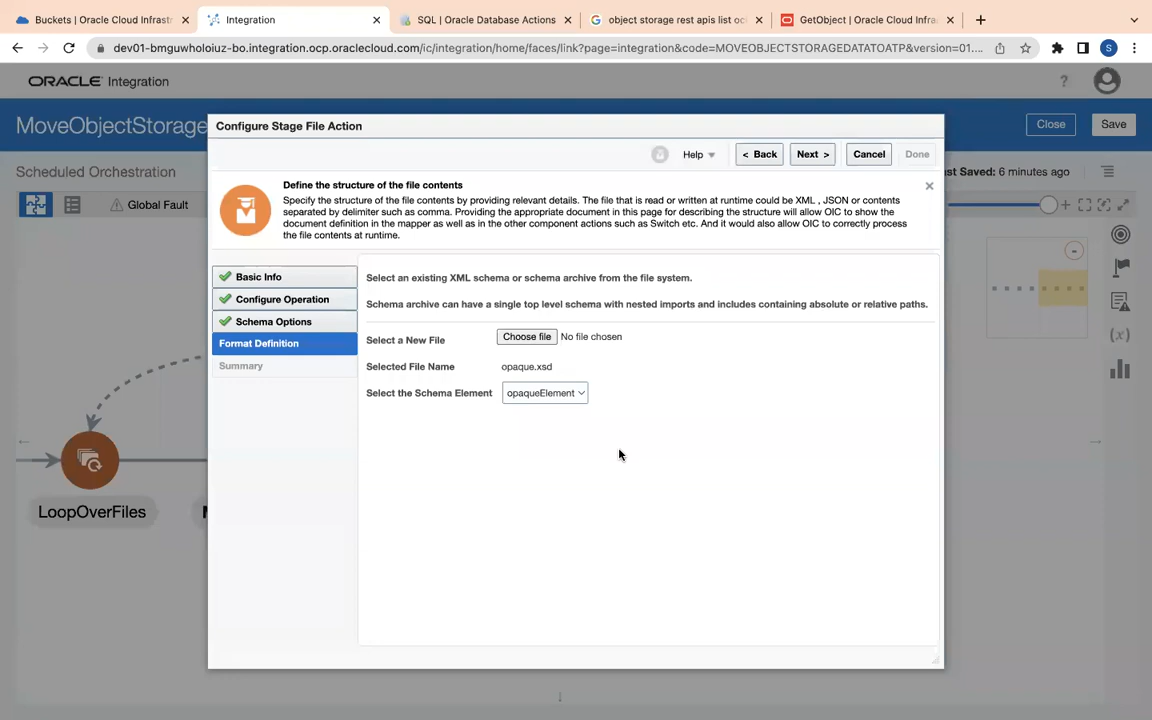 Buckets | Oracle Cloud Infrast
Integration
SQL | Oracle Database Actions
object storage rest apis list oci
GetObject | Oracle Cloud Infra
dev01-bmguwholoiuz-bo.integration.ocp.oraclecloud.com/ic/integration/home/faces/link?page=integration&code=MOVEOBJECTSTORAGEDATATOATP&version=01....
S
ORACLE Integration
?
MoveObjectStorage
Close
Save
Scheduled Orchestration
st Saved: 6 minutes ago
Global Fault
Configure Stage File Action
Help
< Back
Next >
Cancel
Done
Define the structure of the file contents
Specify the structure of the file contents by providing relevant details. The file that is read or written at runtime could be XML , JSON or contents
separated by delimiter such as comma. Providing the appropriate document in this page for describing the structure will allow OIC to show the
document definition in the mapper as well as in the other component actions such as Switch etc. And it would also allow OIC to correctly process
the file contents at runtime.
Basic Info
Configure Operation
Schema Options
Format Definition
Summary
Select an existing XML schema or schema archive from the file system.
Schema archive can have a single top level schema with nested imports and includes containing absolute or relative paths.
Select a New File
Choose file No file chosen
Selected File Name
opaque.xsd
Select the Schema Element
opaqueElement
(x)
LoopOverFiles